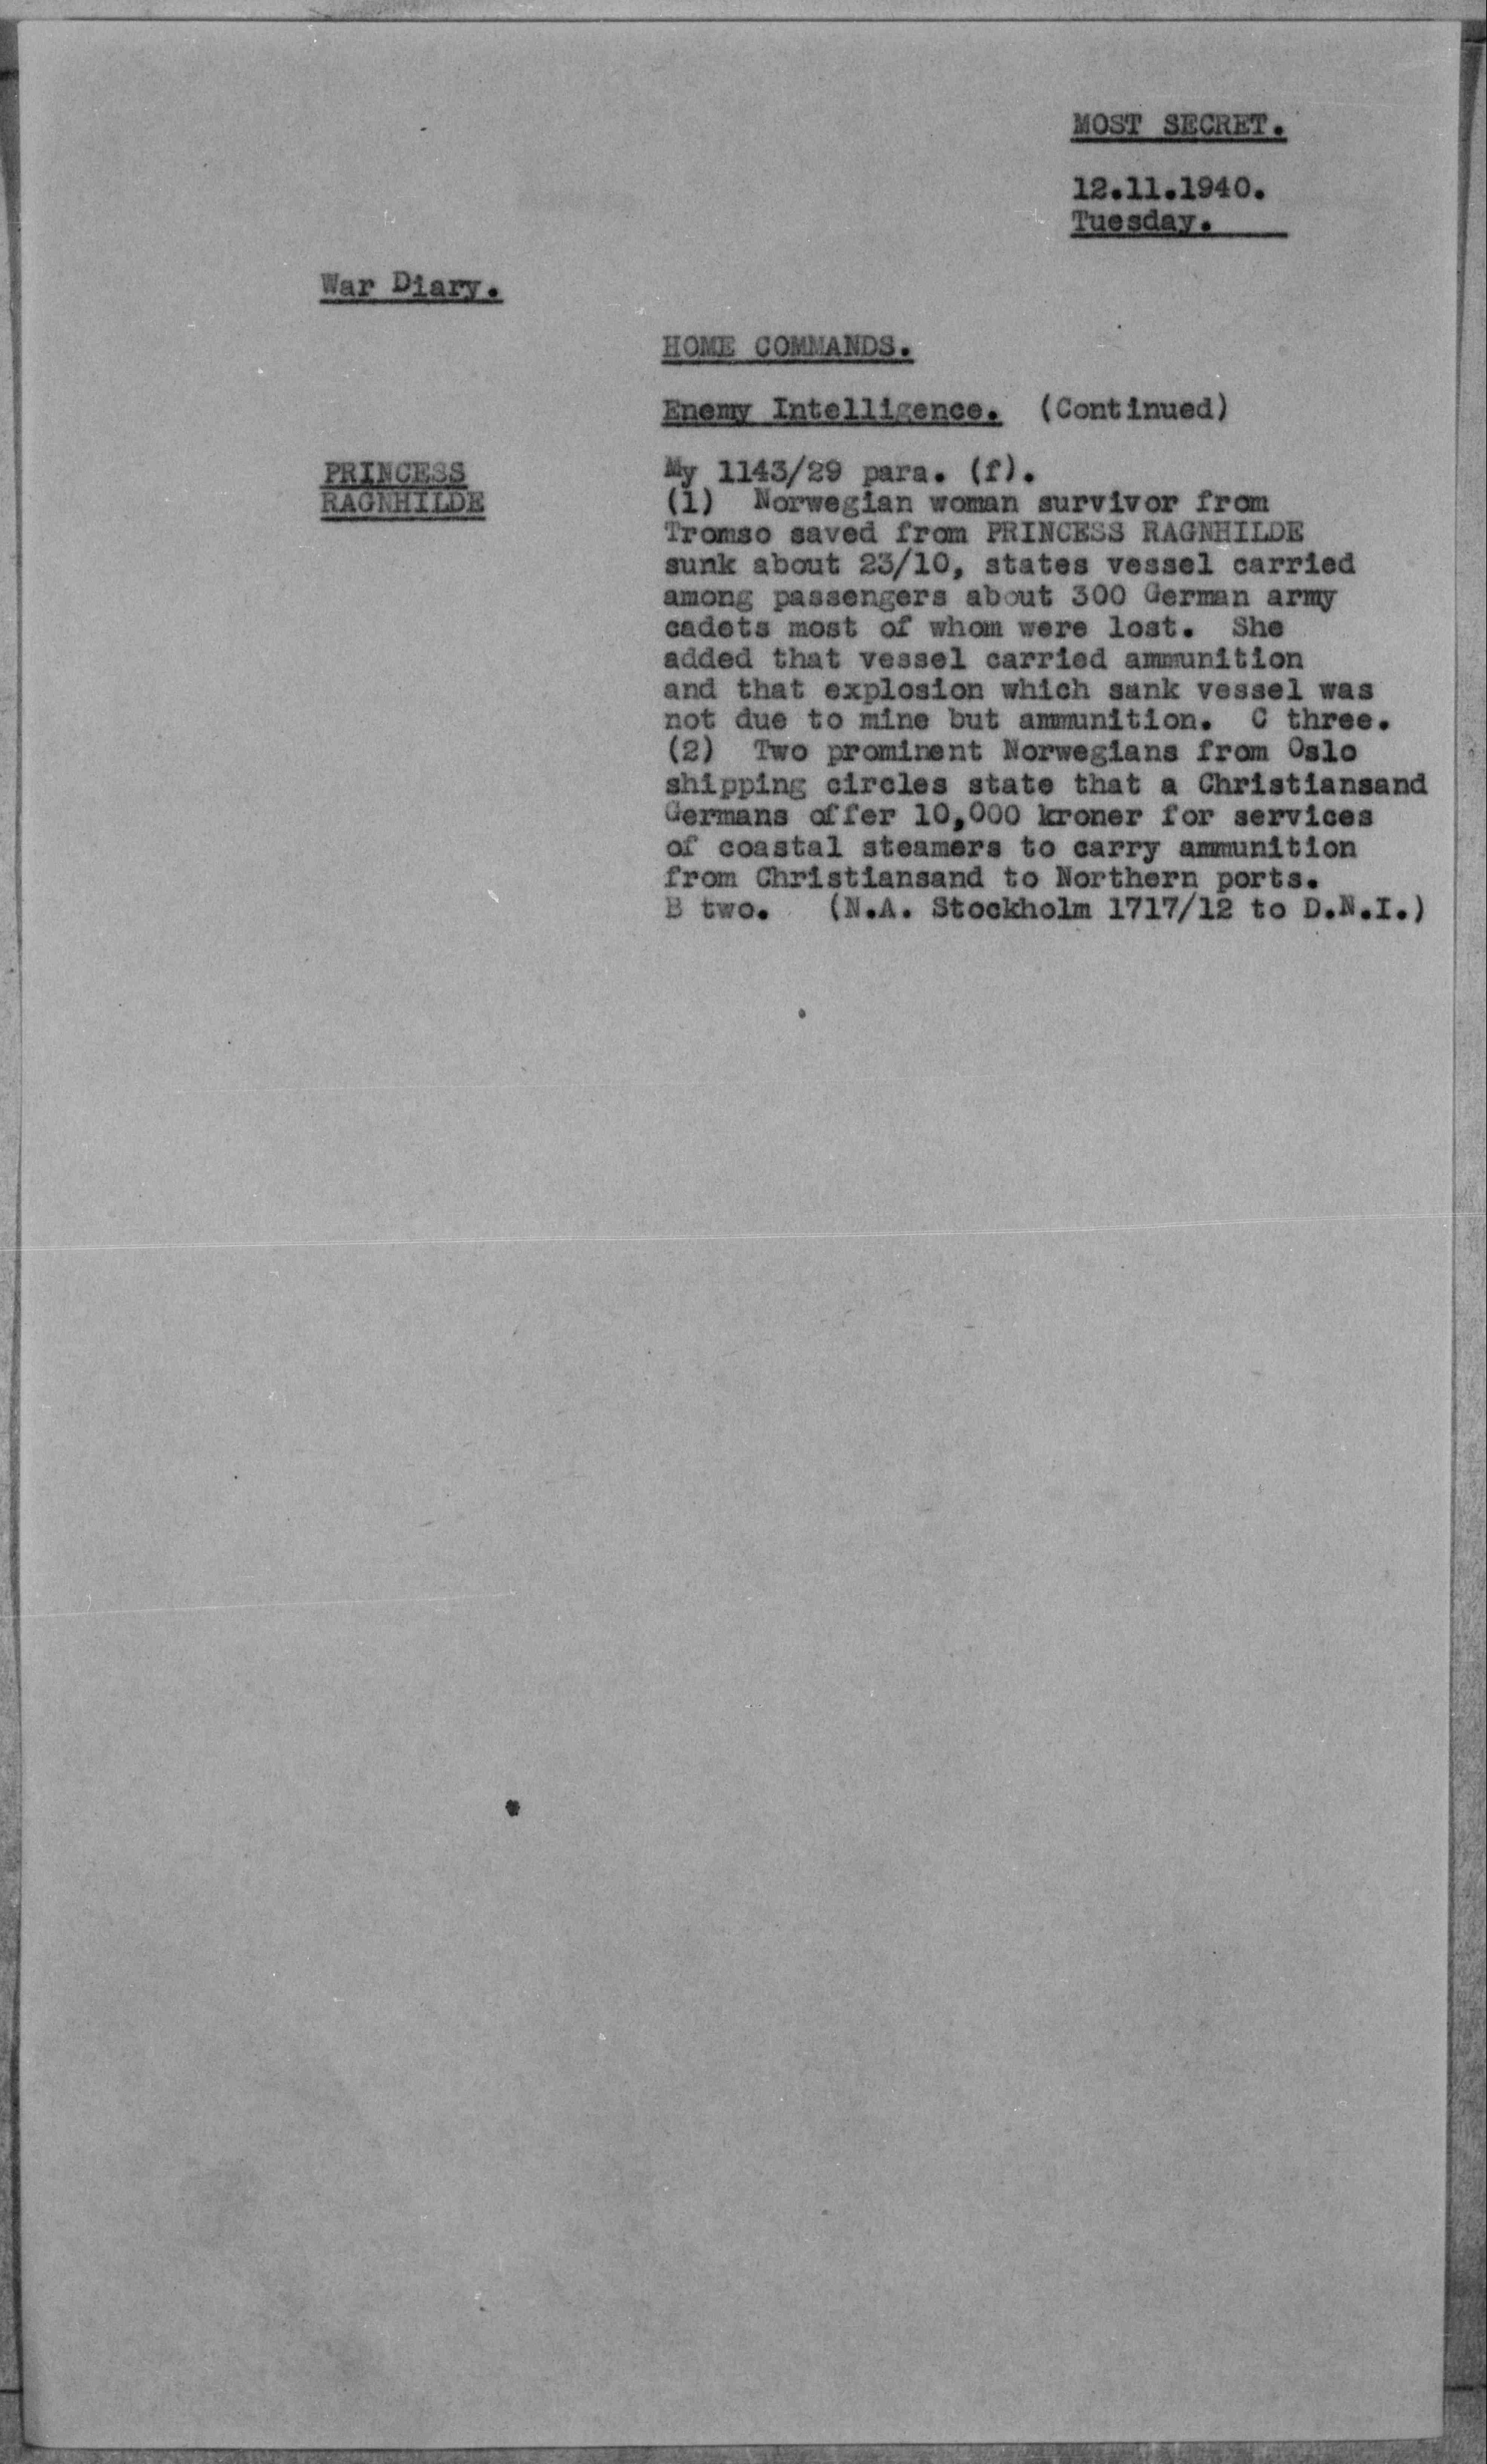 MOST SECRET.
12.11.1940.
Tuesday.
War Diary.
HOME COMMANDS.
Enemy Intelligence. (Continued)
PRINCESS
RAGNHILDE
My 1143/29 para. (f).
(1) Norwegian woman survivor from
Tromso saved from PRINCESS RAGNHILDE
sunk about 23/10, states vessel carried
among passengers about 300 German army
cadets most of whom were lost. She
added that vessel carried ammunition
and that explosion which sank vessel was
not due to mine but ammunition. C three.
(2) Two prominent Norwegians from Oslo
shipping circles state that a Christiansand
Germans offer 10,000 kroner for services
of coastal steamers to carry ammunition
from Christiansand to Northern ports.
B two. (N.A. Stockholm 1717/12 to D.N.I.)